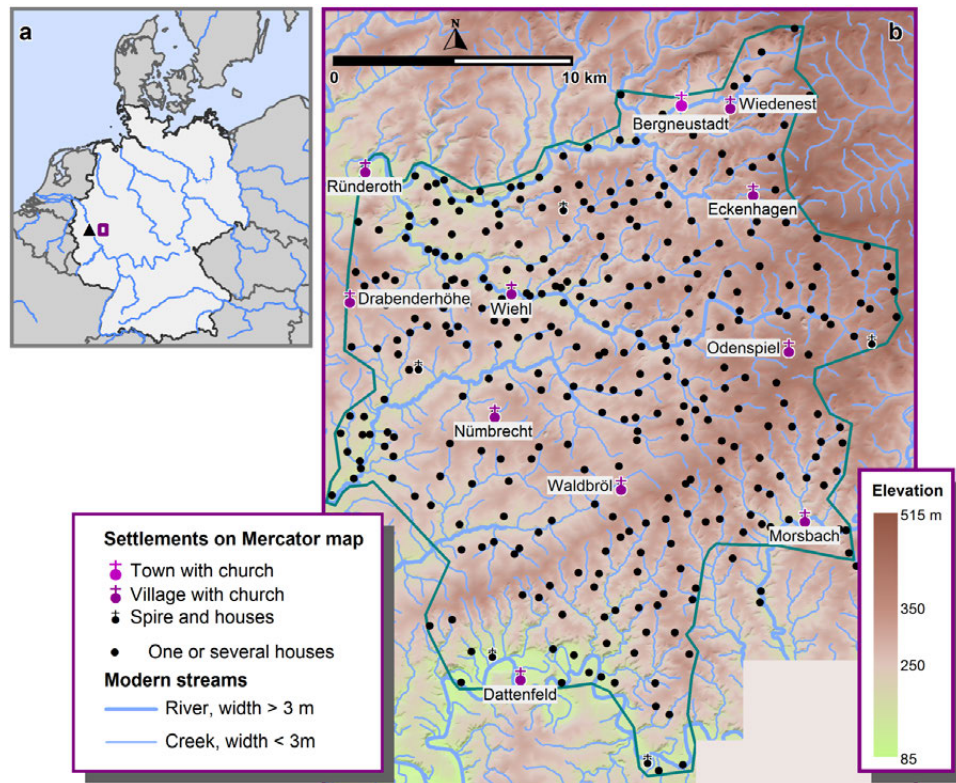 a
b
N
0
10 km
Wiedenest
Bergneustadt
Ründeroth
Eckenhagen
Drabenderhöhe
Wiehl
Odenspiel
Nümbrecht
Waldbröl
Morsbach
Dattenfeld
Settlements on Mercator map
Town with church
Village with church
Spire and houses
One or several houses
Modern streams
River, width > 3 m
Creek, width < 3m
Elevation
515 m
350
250
85